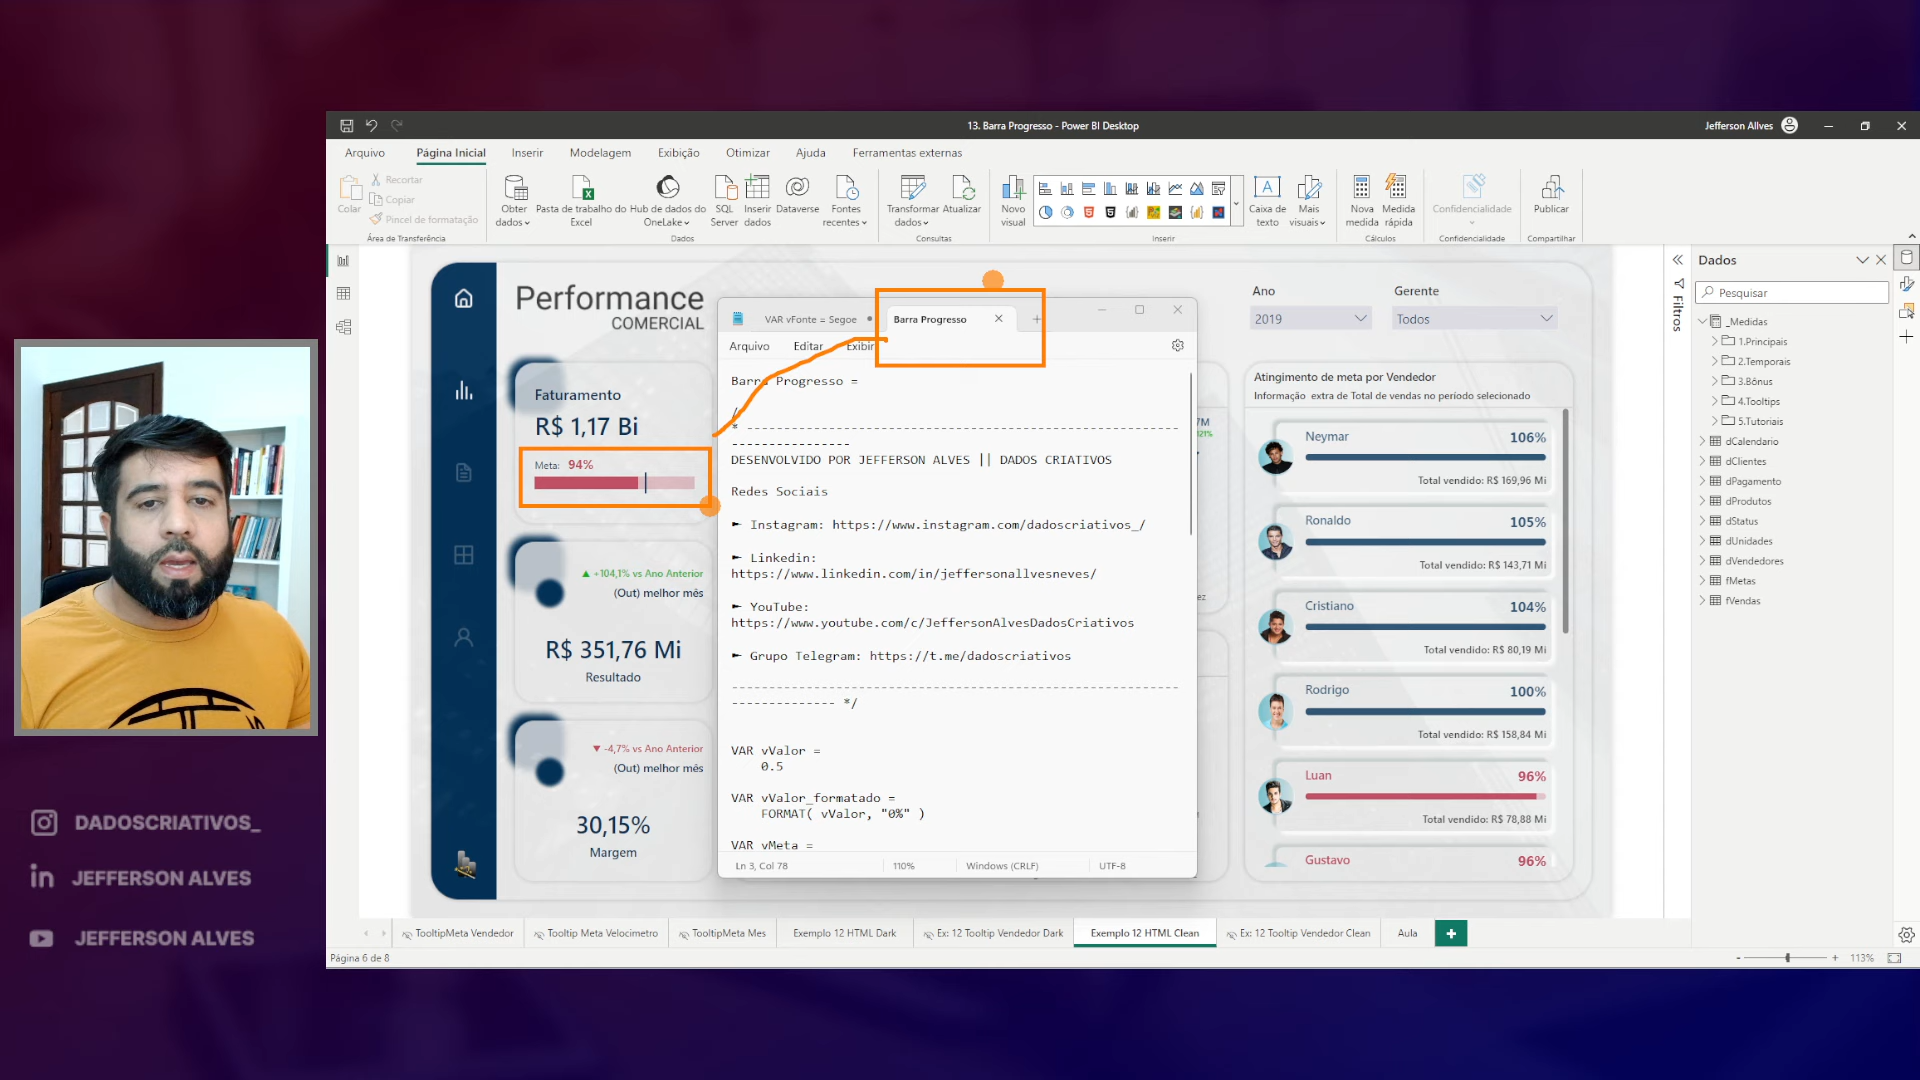 13. Barra Progresso - Power BI Desktop
Jefferson Allves
Arquivo
Página Inicial
Inserir
Modelagem
Exibição
Otimizar
Ajuda
Ferramentas externas
Colar
Recortar
Copiar
Pincel de formatação
Área de Transferência
Obter dados
Pasta de trabalho do Excel
Hub de dados do OneLake
SQL Server
Inserir dados
Dataverse
Fontes recentes
Dados
Transformar dados
Atualizar
Consultas
Novo visual
Caixa de texto
Mais visuais
Inserir
Nova medida
Medida rápida
Cálculos
Confidencialidade
Confidencialidade
Publicar
Compartilhar
Performance
COMERCIAL
Faturamento
R$ 1,17 Bi
Meta: 94%
▲ +104,1% vs Ano Anterior
(Out) melhor mês
R$ 351,76 Mi
Resultado
▼ -4,7% vs Ano Anterior
(Out) melhor mês
30,15%
Margem
VAR vFonte = Segoe
Barra Progresso
Arquivo
Editar
Exibir
Barra Progresso =
/
* ------------------------------------------------------------
----------------
DESENVOLVIDO POR JEFFERSON ALVES || DADOS CRIATIVOS
Redes Sociais
► Instagram: https://www.instagram.com/dadoscriativos_/
► Linkedin:
https://www.linkedin.com/in/jeffersonallvesneves/
► YouTube:
https://www.youtube.com/c/JeffersonAlvesDadosCriativos
► Grupo Telegram: https://t.me/dadoscriativos
------------------------------------------------------------
-------------- */
VAR vValor =
0.5
VAR vValor_formatado =
FORMAT( vValor, "0%" )
VAR vMeta =
Ln 3, Col 78
110%
Windows (CRLF)
UTF-8
Ano
2019
Gerente
Todos
Atingimento de meta por Vendedor
Informação extra de Total de vendas no período selecionado
Neymar 106%
Total vendido: R$ 169,96 Mi
Ronaldo 105%
Total vendido: R$ 143,71 Mi
Cristiano 104%
Total vendido: R$ 80,19 Mi
Rodrigo 100%
Total vendido: R$ 158,84 Mi
Luan 96%
Total vendido: R$ 78,88 Mi
Gustavo 96%
Filtros
Dados
Pesquisar
_Medidas
1.Principais
2.Temporais
3.Bônus
4.Tooltips
5.Tutoriais
dCalendario
dClientes
dPagamento
dProdutos
dStatus
dUnidades
dVendedores
fMetas
fVendas
TooltipMeta Vendedor
Tooltip Meta Velocimetro
TooltipMeta Mes
Exemplo 12 HTML Dark
Ex: 12 Tooltip Vendedor Dark
Exemplo 12 HTML Clean
Ex: 12 Tooltip Vendedor Clean
Aula
Página 6 de 8
113%
DADOSCRIATIVOS_
JEFFERSON ALVES
JEFFERSON ALVES